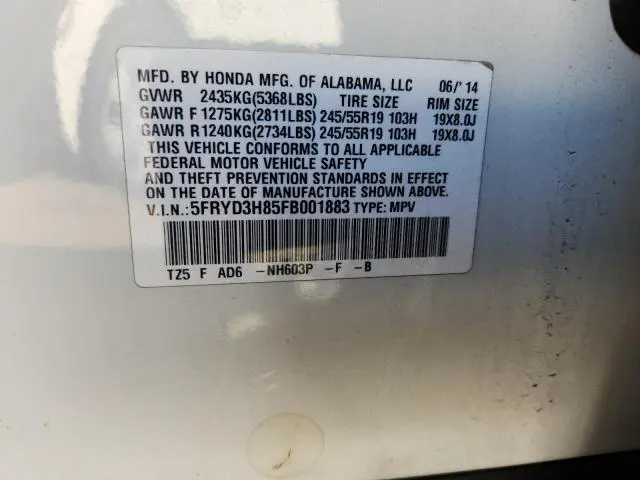 MFD. BY HONDA MFG. OF ALABAMA, LLC 06/'14
GVWR 2435KG(5368LBS) TIRE SIZE RIM SIZE
GAWR F 1275KG(2811LBS) 245/55R19 103H 19X8.0J
GAWR R 1240KG(2734LBS) 245/55R19 103H 19X8.0J
THIS VEHICLE CONFORMS TO ALL APPLICABLE
FEDERAL MOTOR VEHICLE SAFETY
AND THEFT PREVENTION STANDARDS IN EFFECT
ON THE DATE OF MANUFACTURE SHOWN ABOVE.
V.I.N.:5FRYD3H85FB001883 TYPE: MPV
TZ5 F AD6 -NH603P -F -B